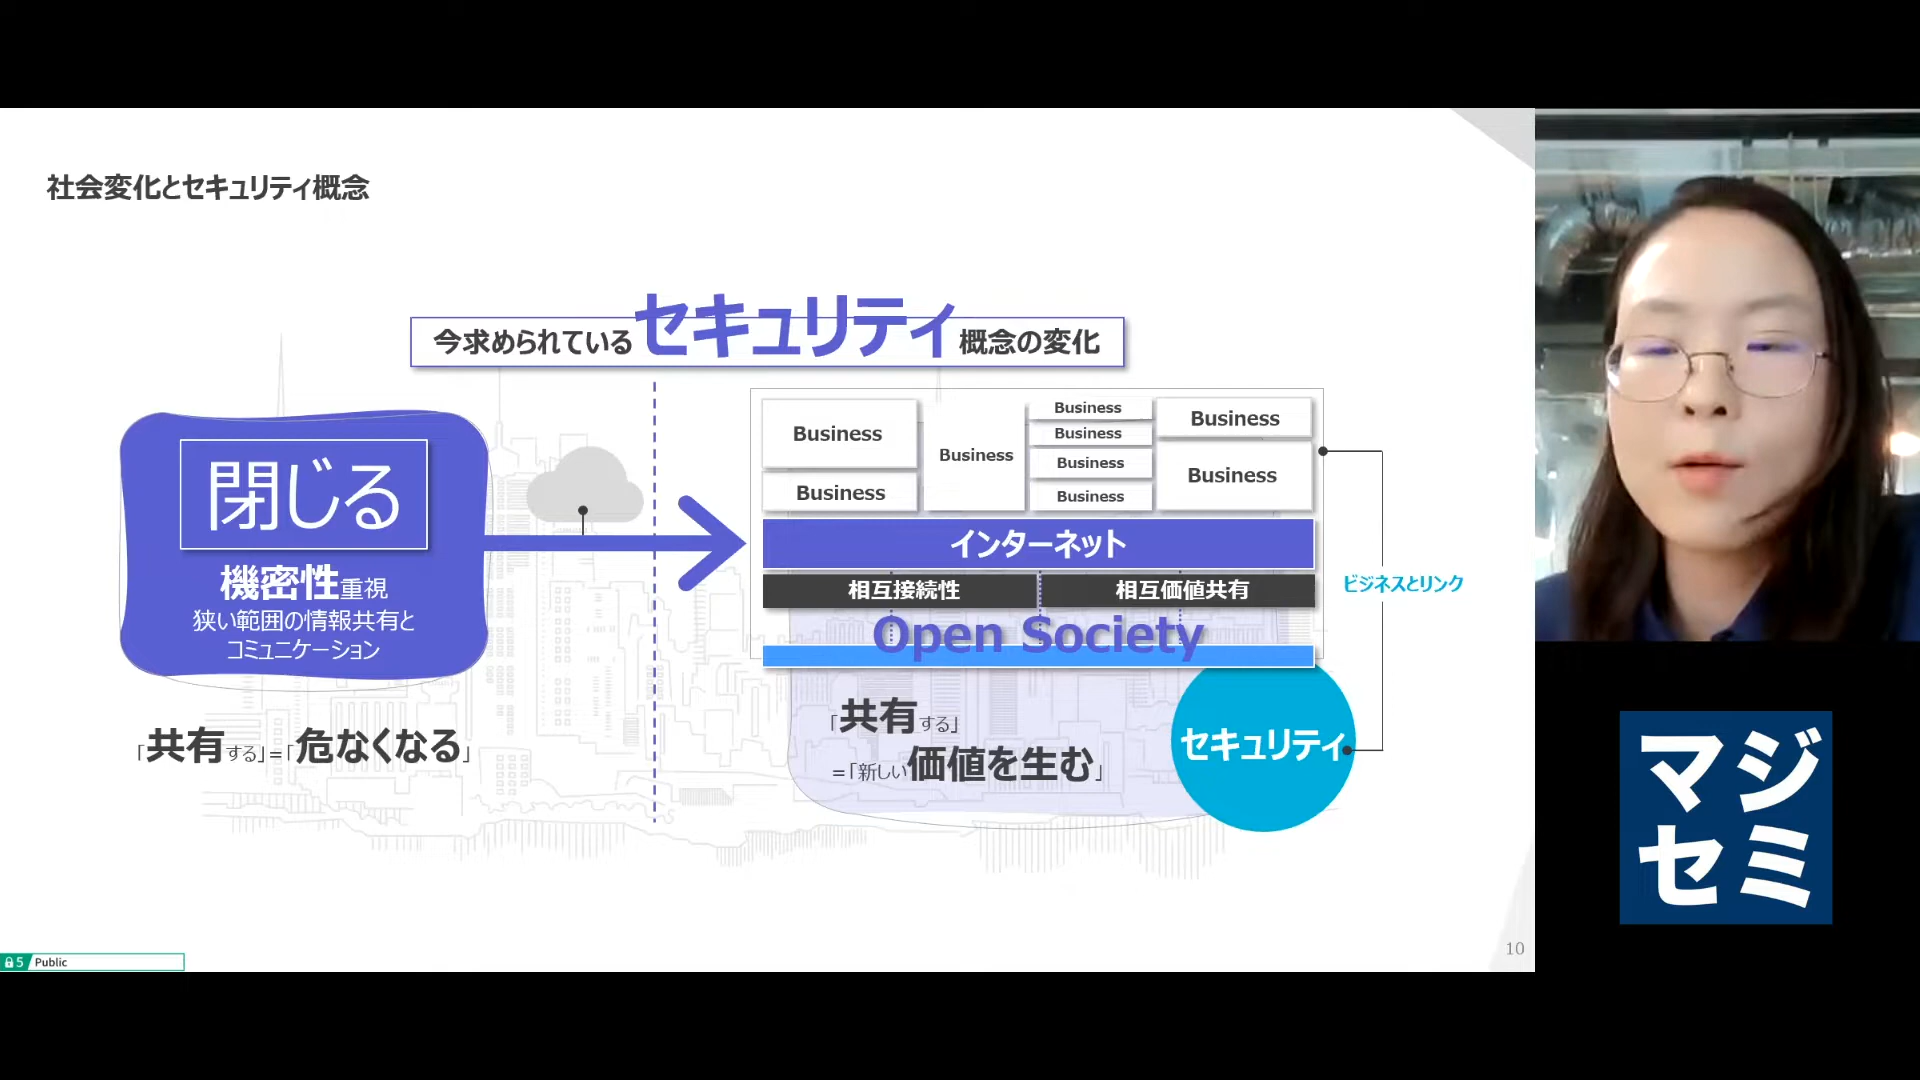 社会変化とセキュリティ概念
今求められているセキュリティ概念の変化
閉じる
機密性重視
狭い範囲の情報共有と
コミュニケーション
「共有する」=「危なくなる」
Business
Business
Business
Business
Business
Business
Business
Business
Business
インターネット
相互接続性
相互価値共有
Open Society
「共有する」
=「新しい価値を生む」
セキュリティ
ビジネスとリンク
5 Public
10
マジ
セミ